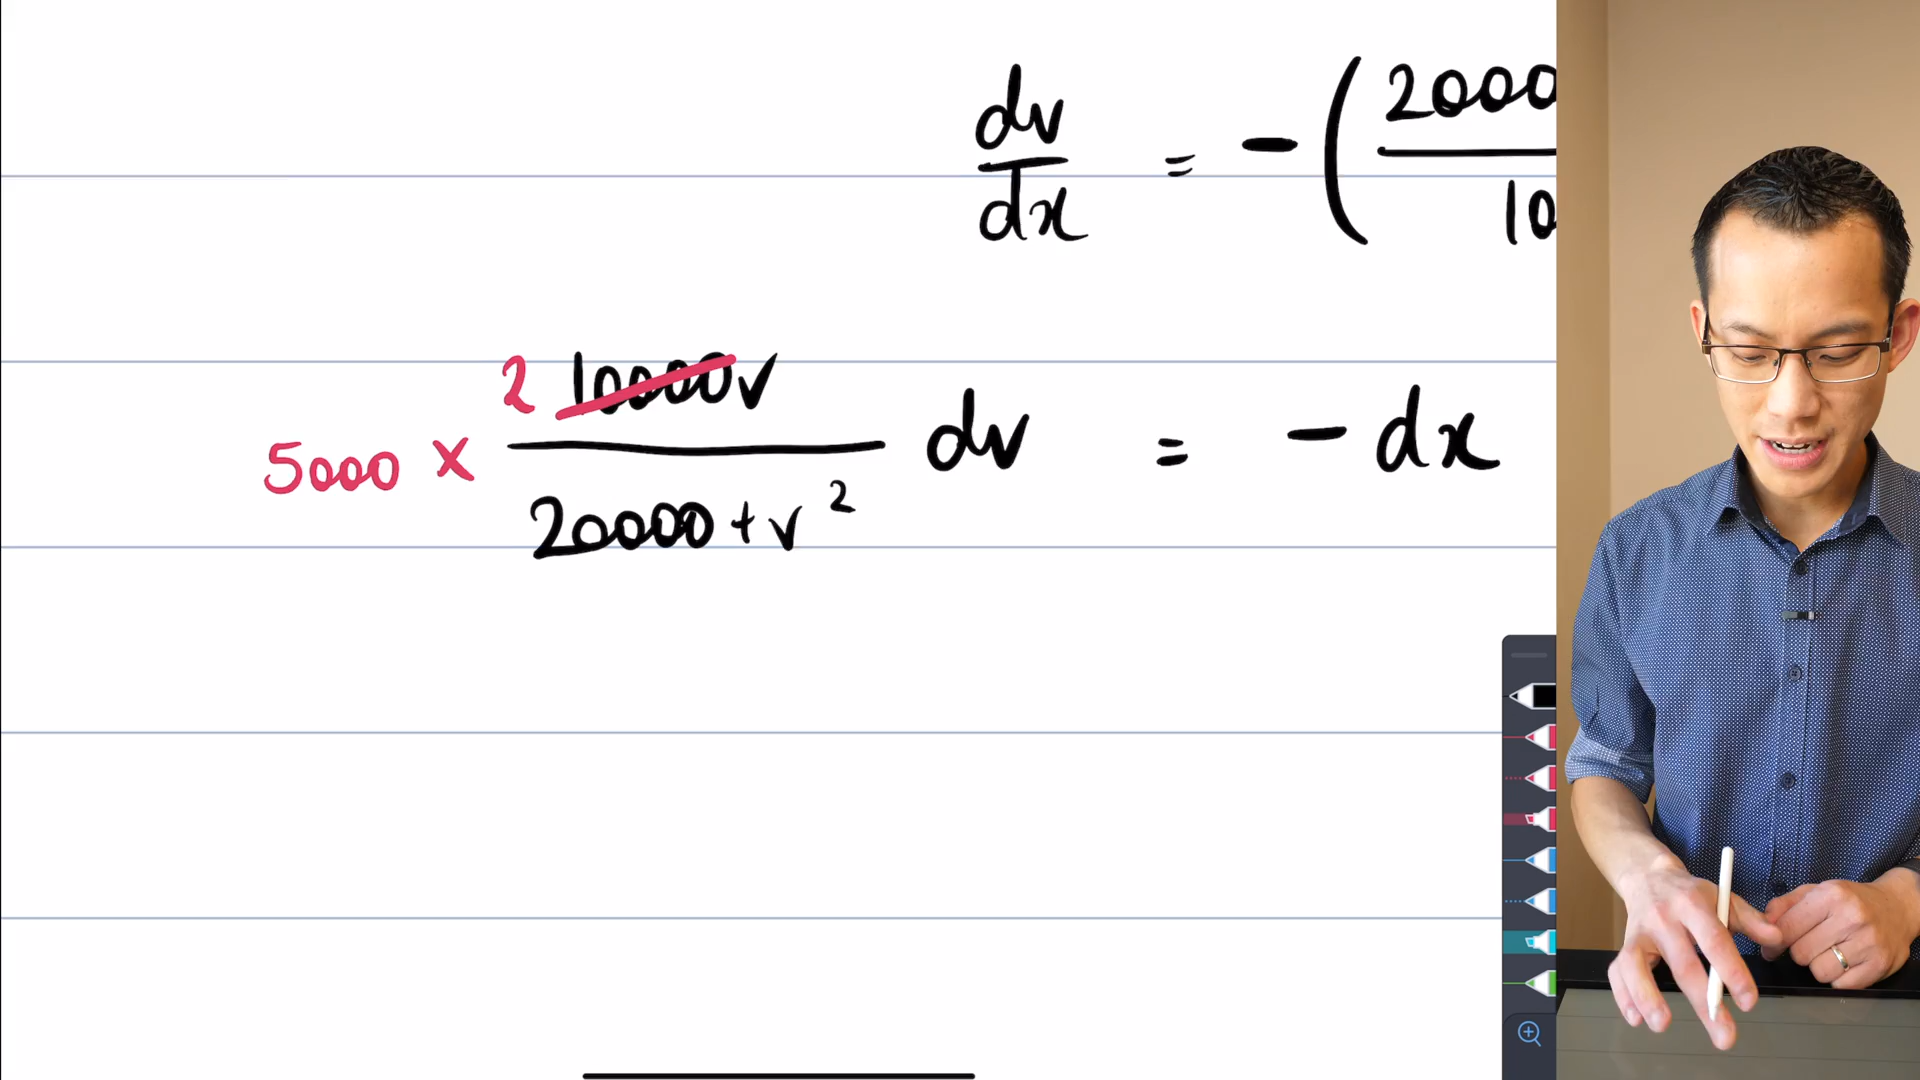 dv/dx = - ( 2000 / 10
5000 x 2 10000v / 20000 + v² dv = - dx